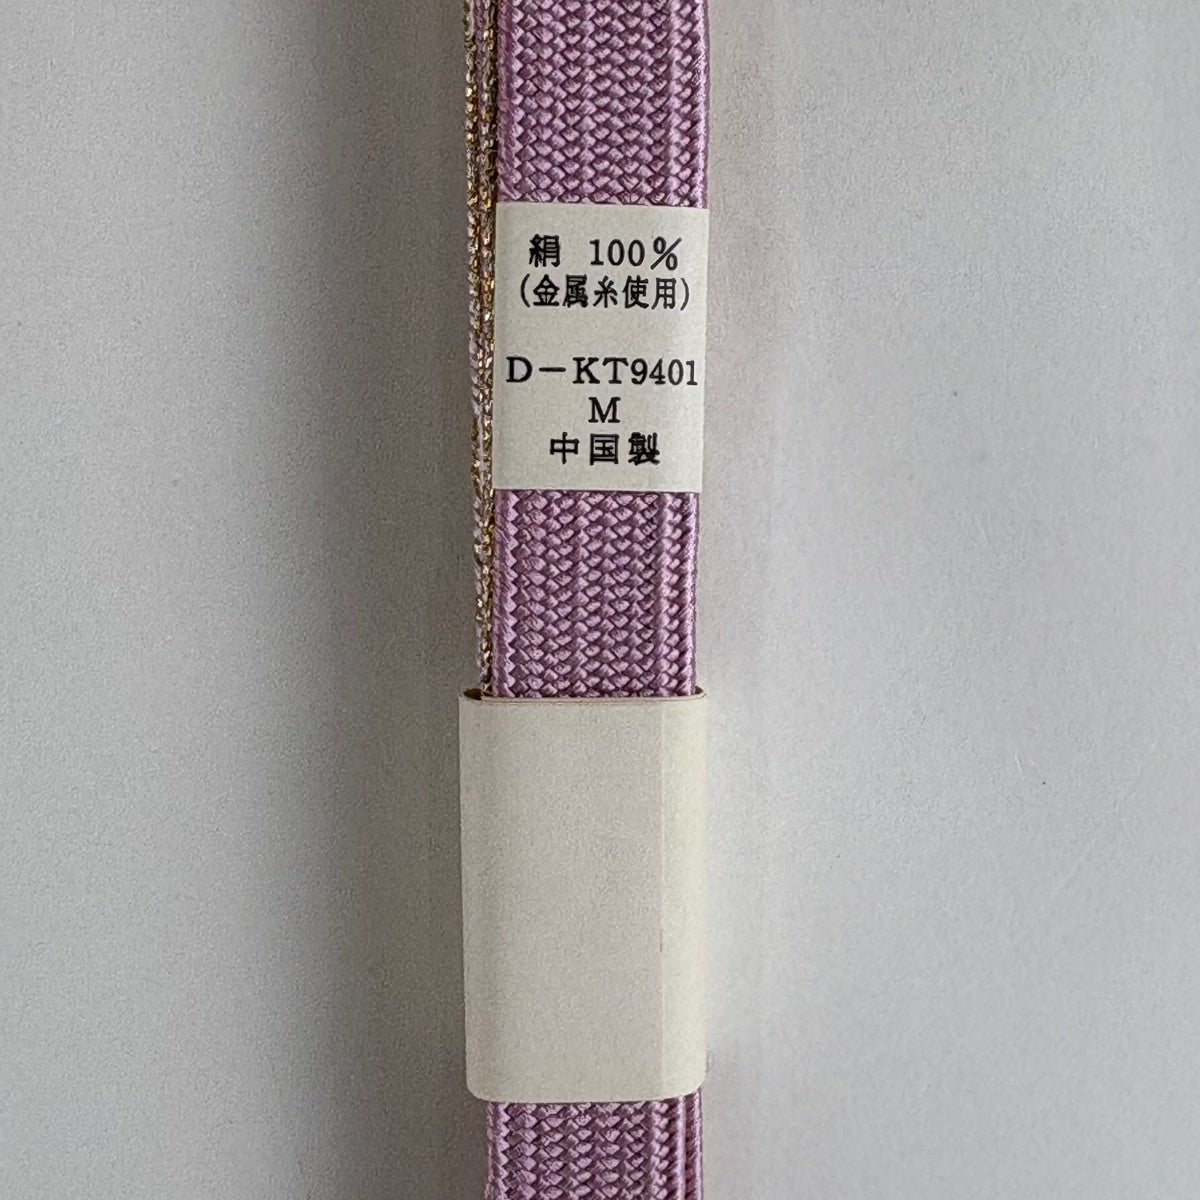 絹 100%
(金属糸使用)
D-KT9401
M
中国製